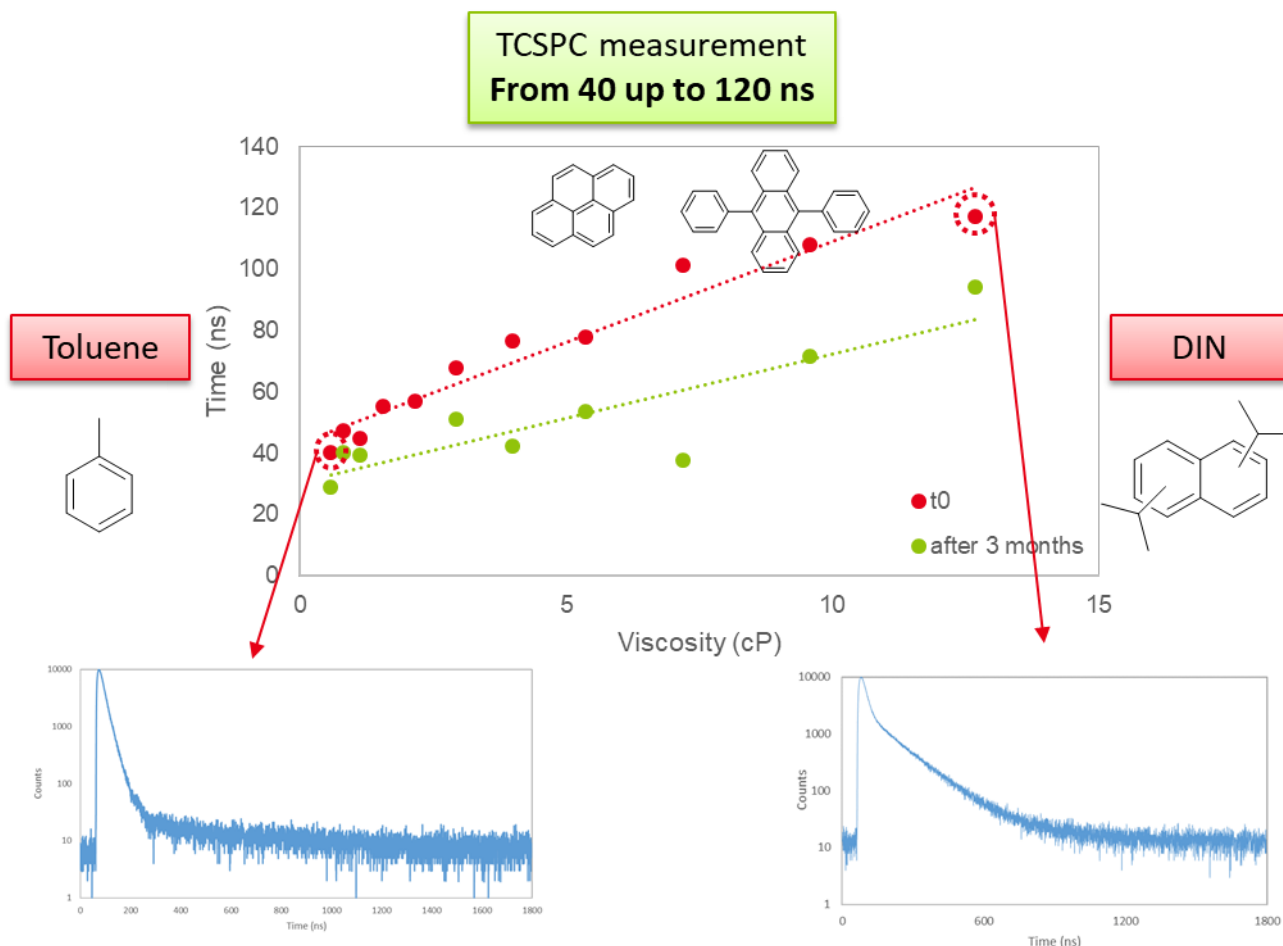 TCSPC measurement
From 40 up to 120 ns
Toluene
DIN
Time (ns)
140
120
100
80
60
40
20
0
0 5 10 15
Viscosity (cP)
t0
after 3 months
10000
1000
100
10
1
Counts
0 200 400 600 800 1000 1200 1400 1600 1800
Time (ns)
10000
1000
100
10
1
Counts
0 600 1200 1800
Time (ns)